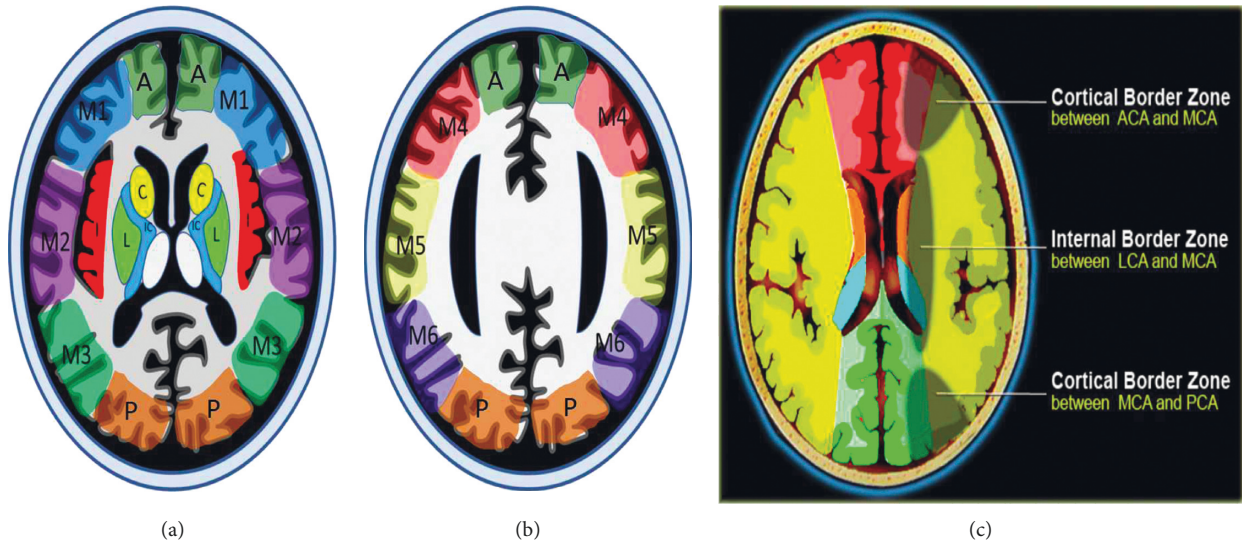 A A
M1 M1
C C
I L IC IC L I
M2 M2
M3 M3
P P
(a)
A A
M4 M4
M5 M5
M6 M6
P P
(b)
Cortical Border Zone
between ACA and MCA
Internal Border Zone
between LCA and MCA
Cortical Border Zone
between MCA and PCA
(c)